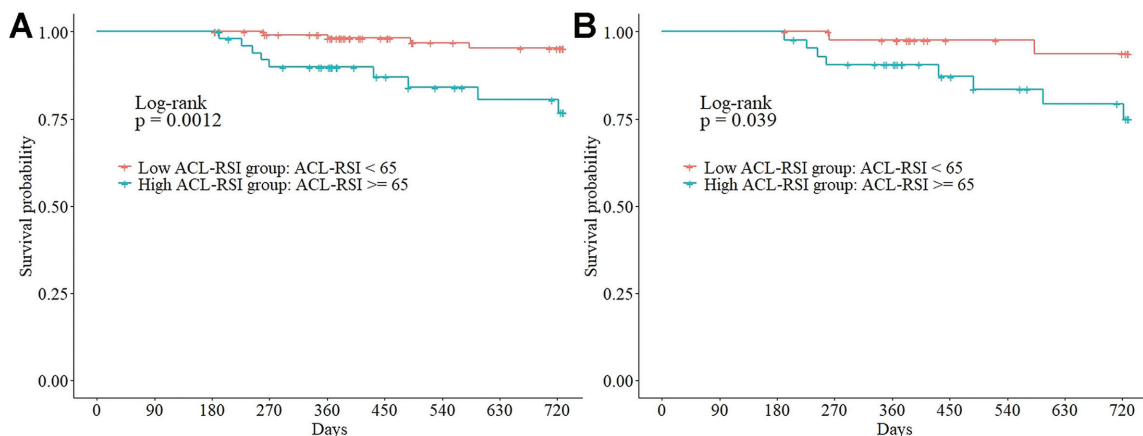 A
Survival probability
1.00
0.75
0.50
0.25
0.00
Log-rank
p = 0.0012
Low ACL-RSI group: ACL-RSI < 65
High ACL-RSI group: ACL-RSI >= 65
0 90 180 270 360 450 540 630 720
Days
B
Survival probability
1.00
0.75
0.50
0.25
0.00
Log-rank
p = 0.039
Low ACL-RSI group: ACL-RSI < 65
High ACL-RSI group: ACL-RSI >= 65
0 90 180 270 360 450 540 630 720
Days